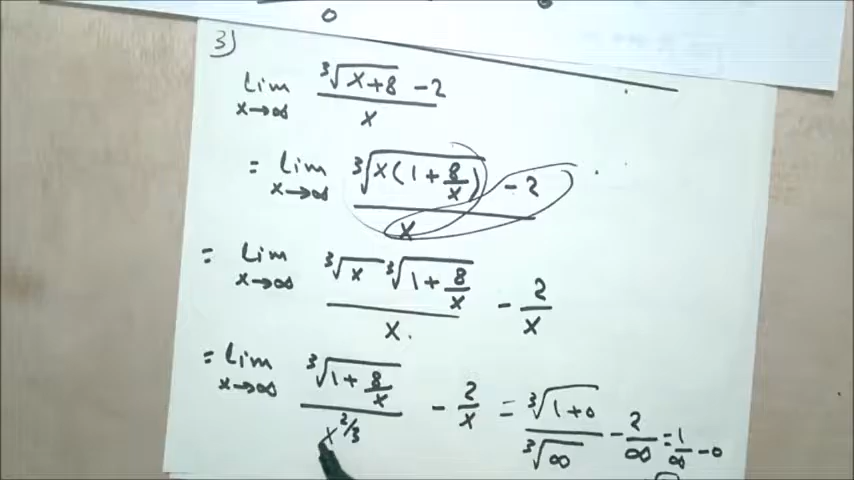 0
3)
lim x→∞ (∛(x+8) - 2)/x
= lim x→∞ (∛(x(1+8/x)) - 2)/x
= lim x→∞ (∛x ∛(1+8/x))/x. - 2/x
= lim x→∞ ∛(1+8/x)/x^(2/3) - 2/x = ∛(1+0)/∛∞ - 2/∞ = 1/∞ - 0